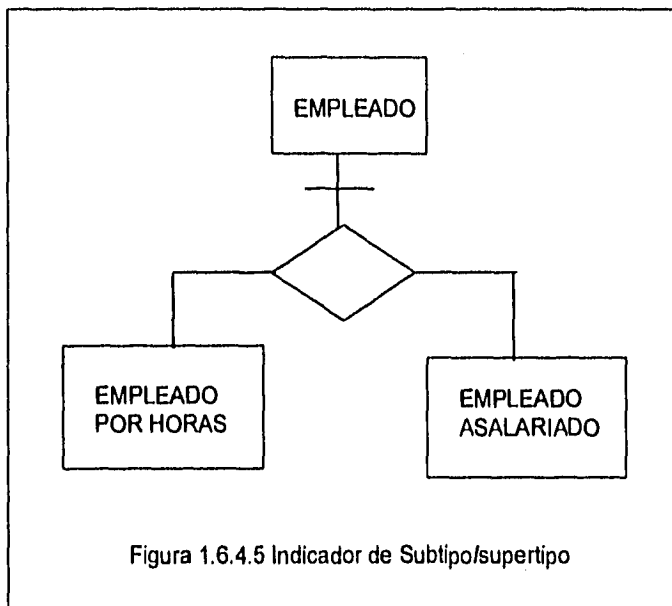 EMPLEADO
EMPLEADO
POR HORAS
EMPLEADO
ASALARIADO
Figura 1.6.4.5 Indicador de Subtipo/supertipo